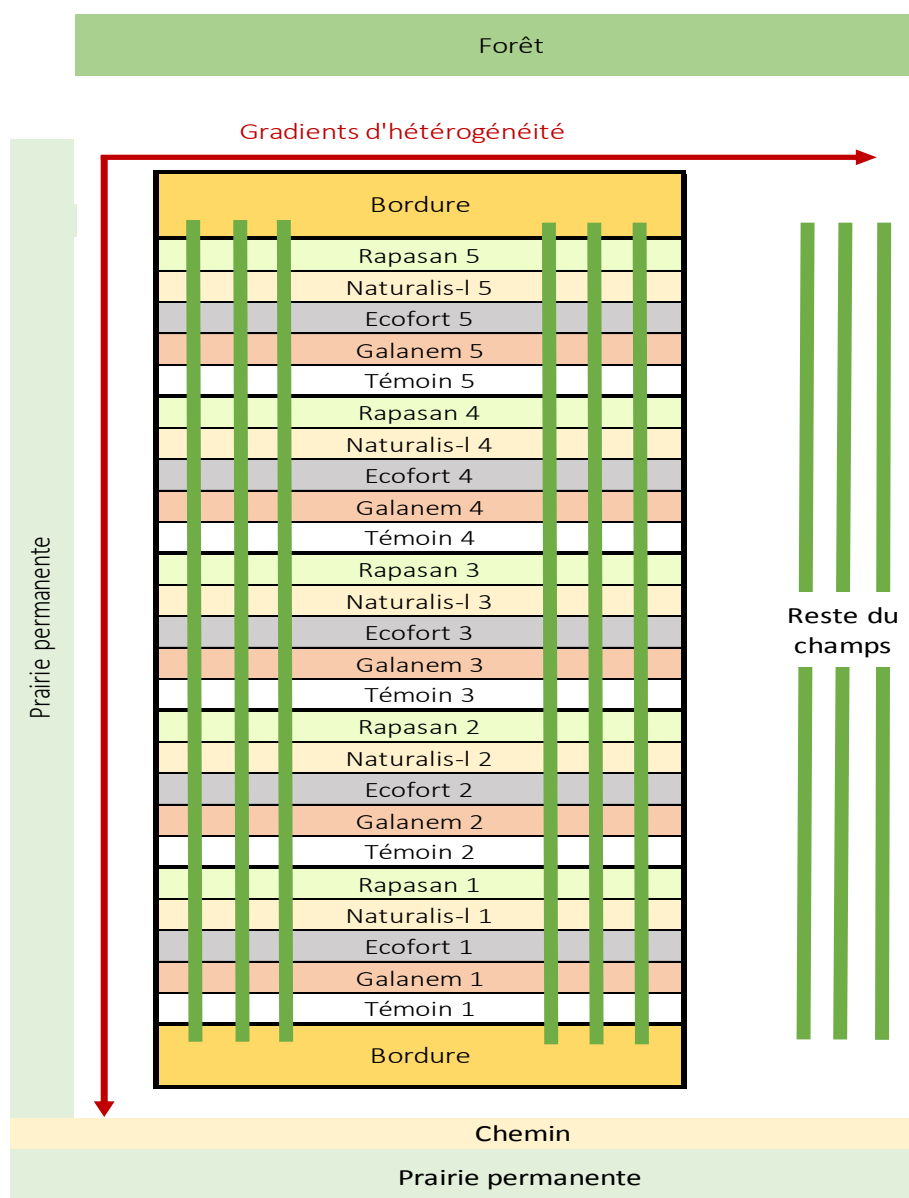 Forêt
Gradients d'hétérogénéité
Bordure
Rapasan 5
Naturalis-l 5
Ecofort 5
Galanem 5
Témoin 5
Rapasan 4
Naturalis-l 4
Ecofort 4
Galanem 4
Témoin 4
Rapasan 3
Naturalis-l 3
Ecofort 3
Galanem 3
Témoin 3
Rapasan 2
Naturalis-l 2
Ecofort 2
Galanem 2
Témoin 2
Rapasan 1
Naturalis-l 1
Ecofort 1
Galanem 1
Témoin 1
Bordure
Prairie permanente
Reste du
champs
Chemin
Prairie permanente